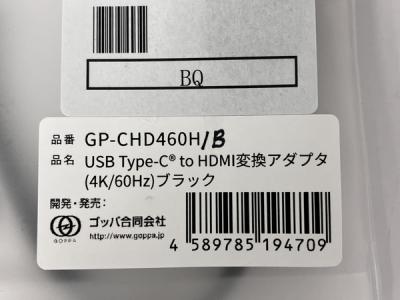 BQ
品番 GP-CHD460H/B
品名 USB Type-C® to HDMI変換アダプタ
(4K/60Hz)ブラック
開発・発売：
GOPPA
ゴッパ合同会社
http://www.goppa.jp/
4 589785 194709